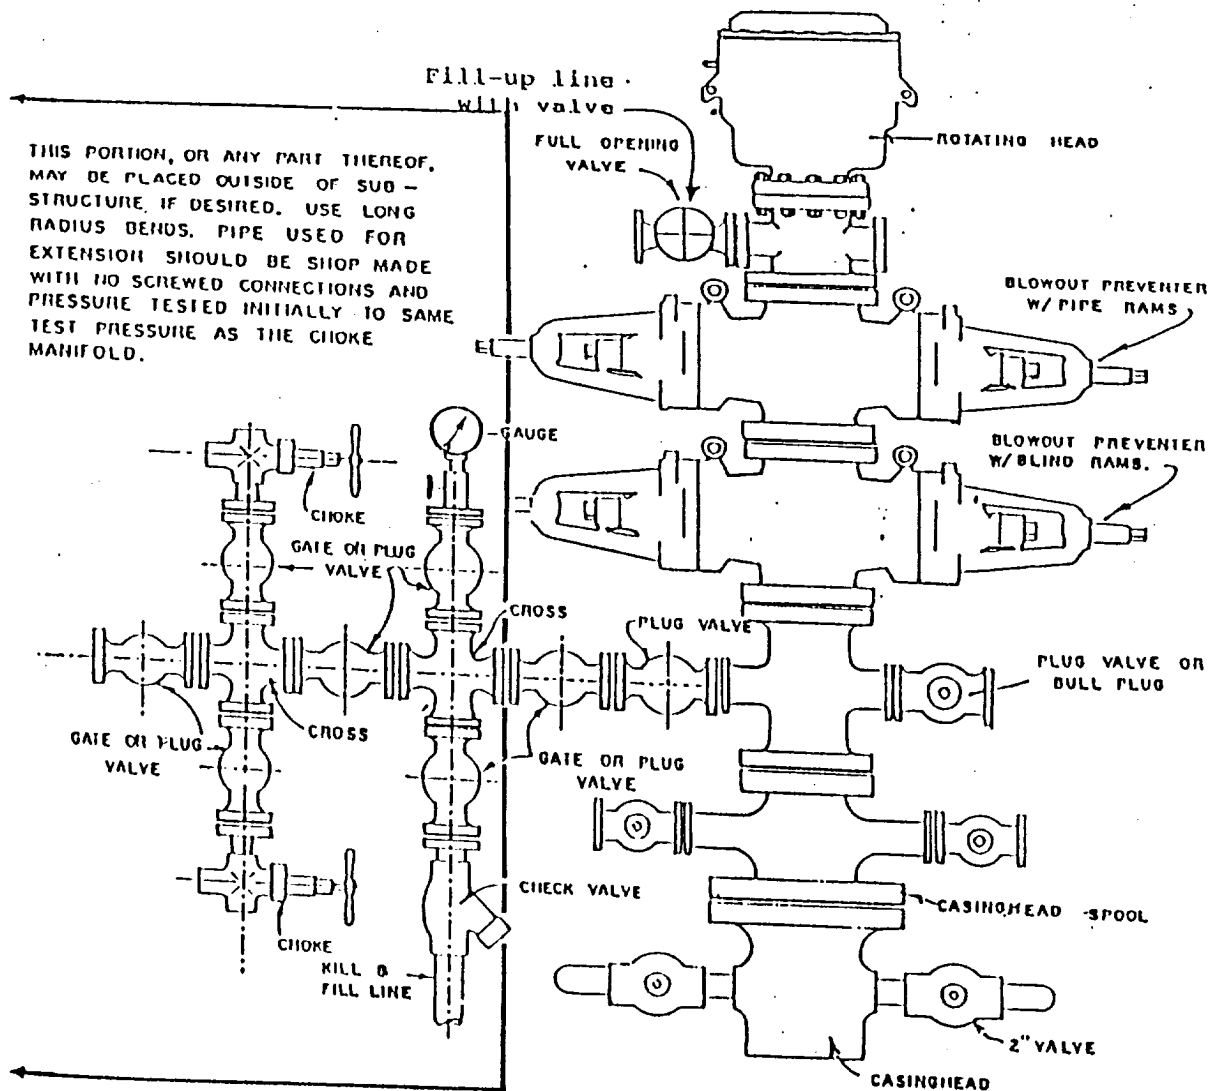 Fill-up line
with valve
FULL OPENING
VALVE
ROTATING HEAD
THIS PORTION, OR ANY PART THEREOF,
MAY BE PLACED OUTSIDE OF SUB-
STRUCTURE IF DESIRED. USE LONG
RADIUS BENDS. PIPE USED FOR
EXTENSION SHOULD BE SHOP MADE
WITH NO SCREWED CONNECTIONS AND
PRESSURE TESTED INITIALLY TO SAME
TEST PRESSURE AS THE CHOKE
MANIFOLD.
BLOWOUT PREVENTER
W/ PIPE RAMS
GAUGE
BLOWOUT PREVENTER
W/BLIND RAMS.
CHOKE
GATE OR PLUG
VALVE
CROSS
PLUG VALVE
PLUG VALVE OR
BULL PLUG
CROSS
GATE OR PLUG
VALVE
GATE OR PLUG
VALVE
CHECK VALVE
CASINGHEAD SPOOL
CHOKE
KILL &
FILL LINE
2" VALVE
CASINGHEAD